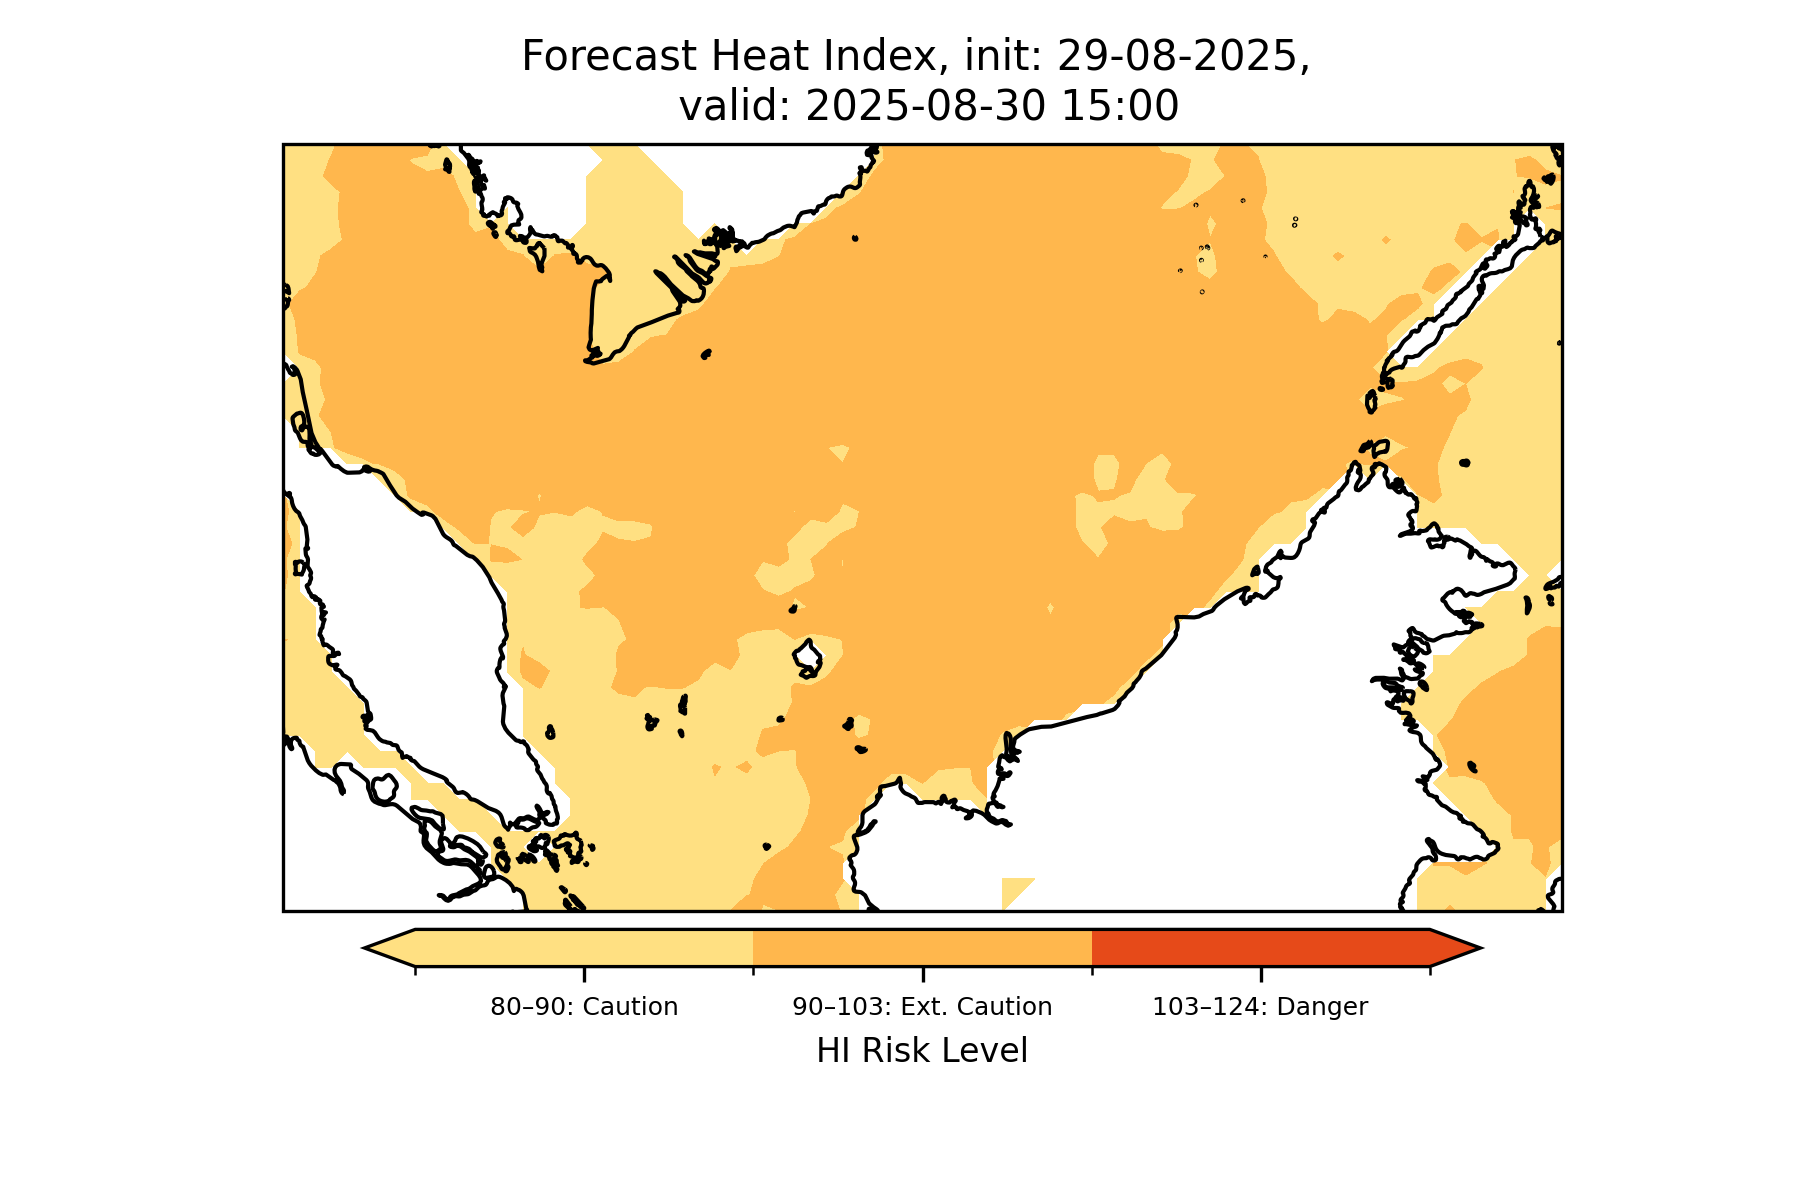 Forecast Heat Index, init: 29-08-2025,
valid: 2025-08-30 15:00
80–90: Caution
90–103: Ext. Caution
103–124: Danger
HI Risk Level